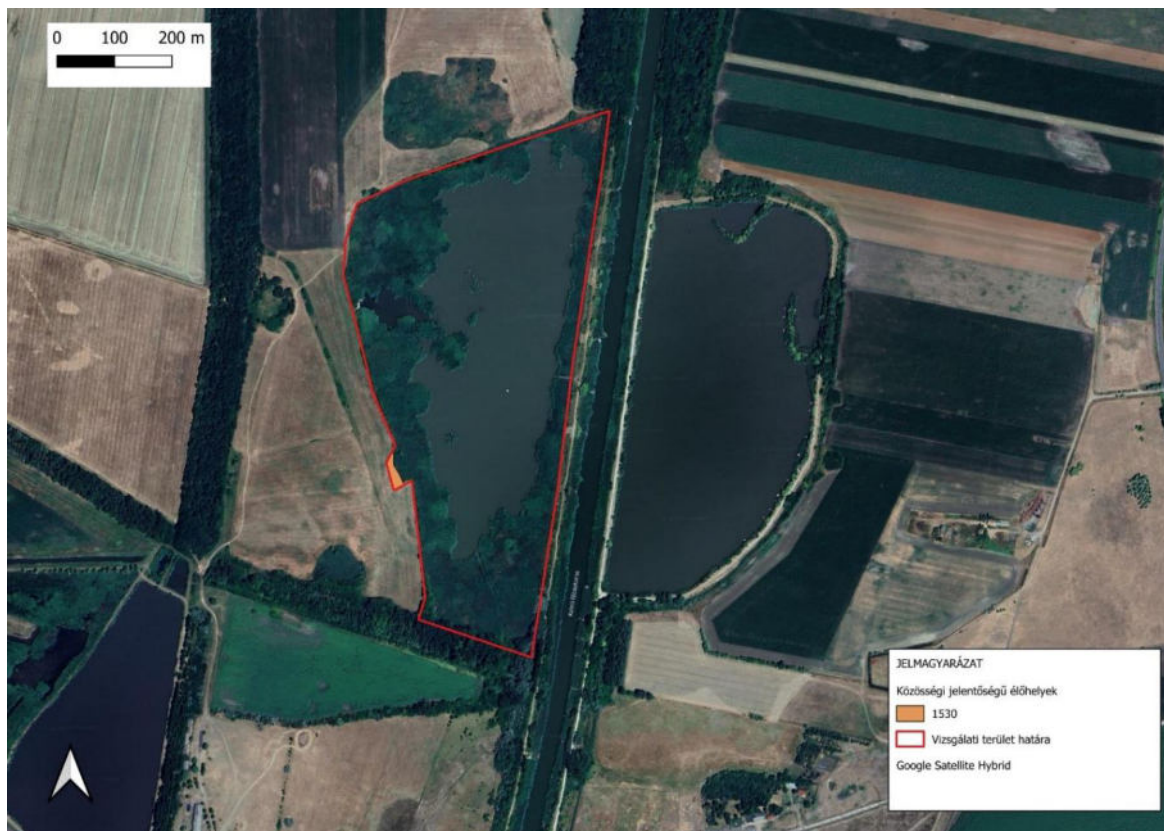 0 100 200 m
JELMAGYARÁZAT
Közösségi jelentőségű élőhelyek
1530
Vizsgálati terület határa
Google Satellite Hybrid